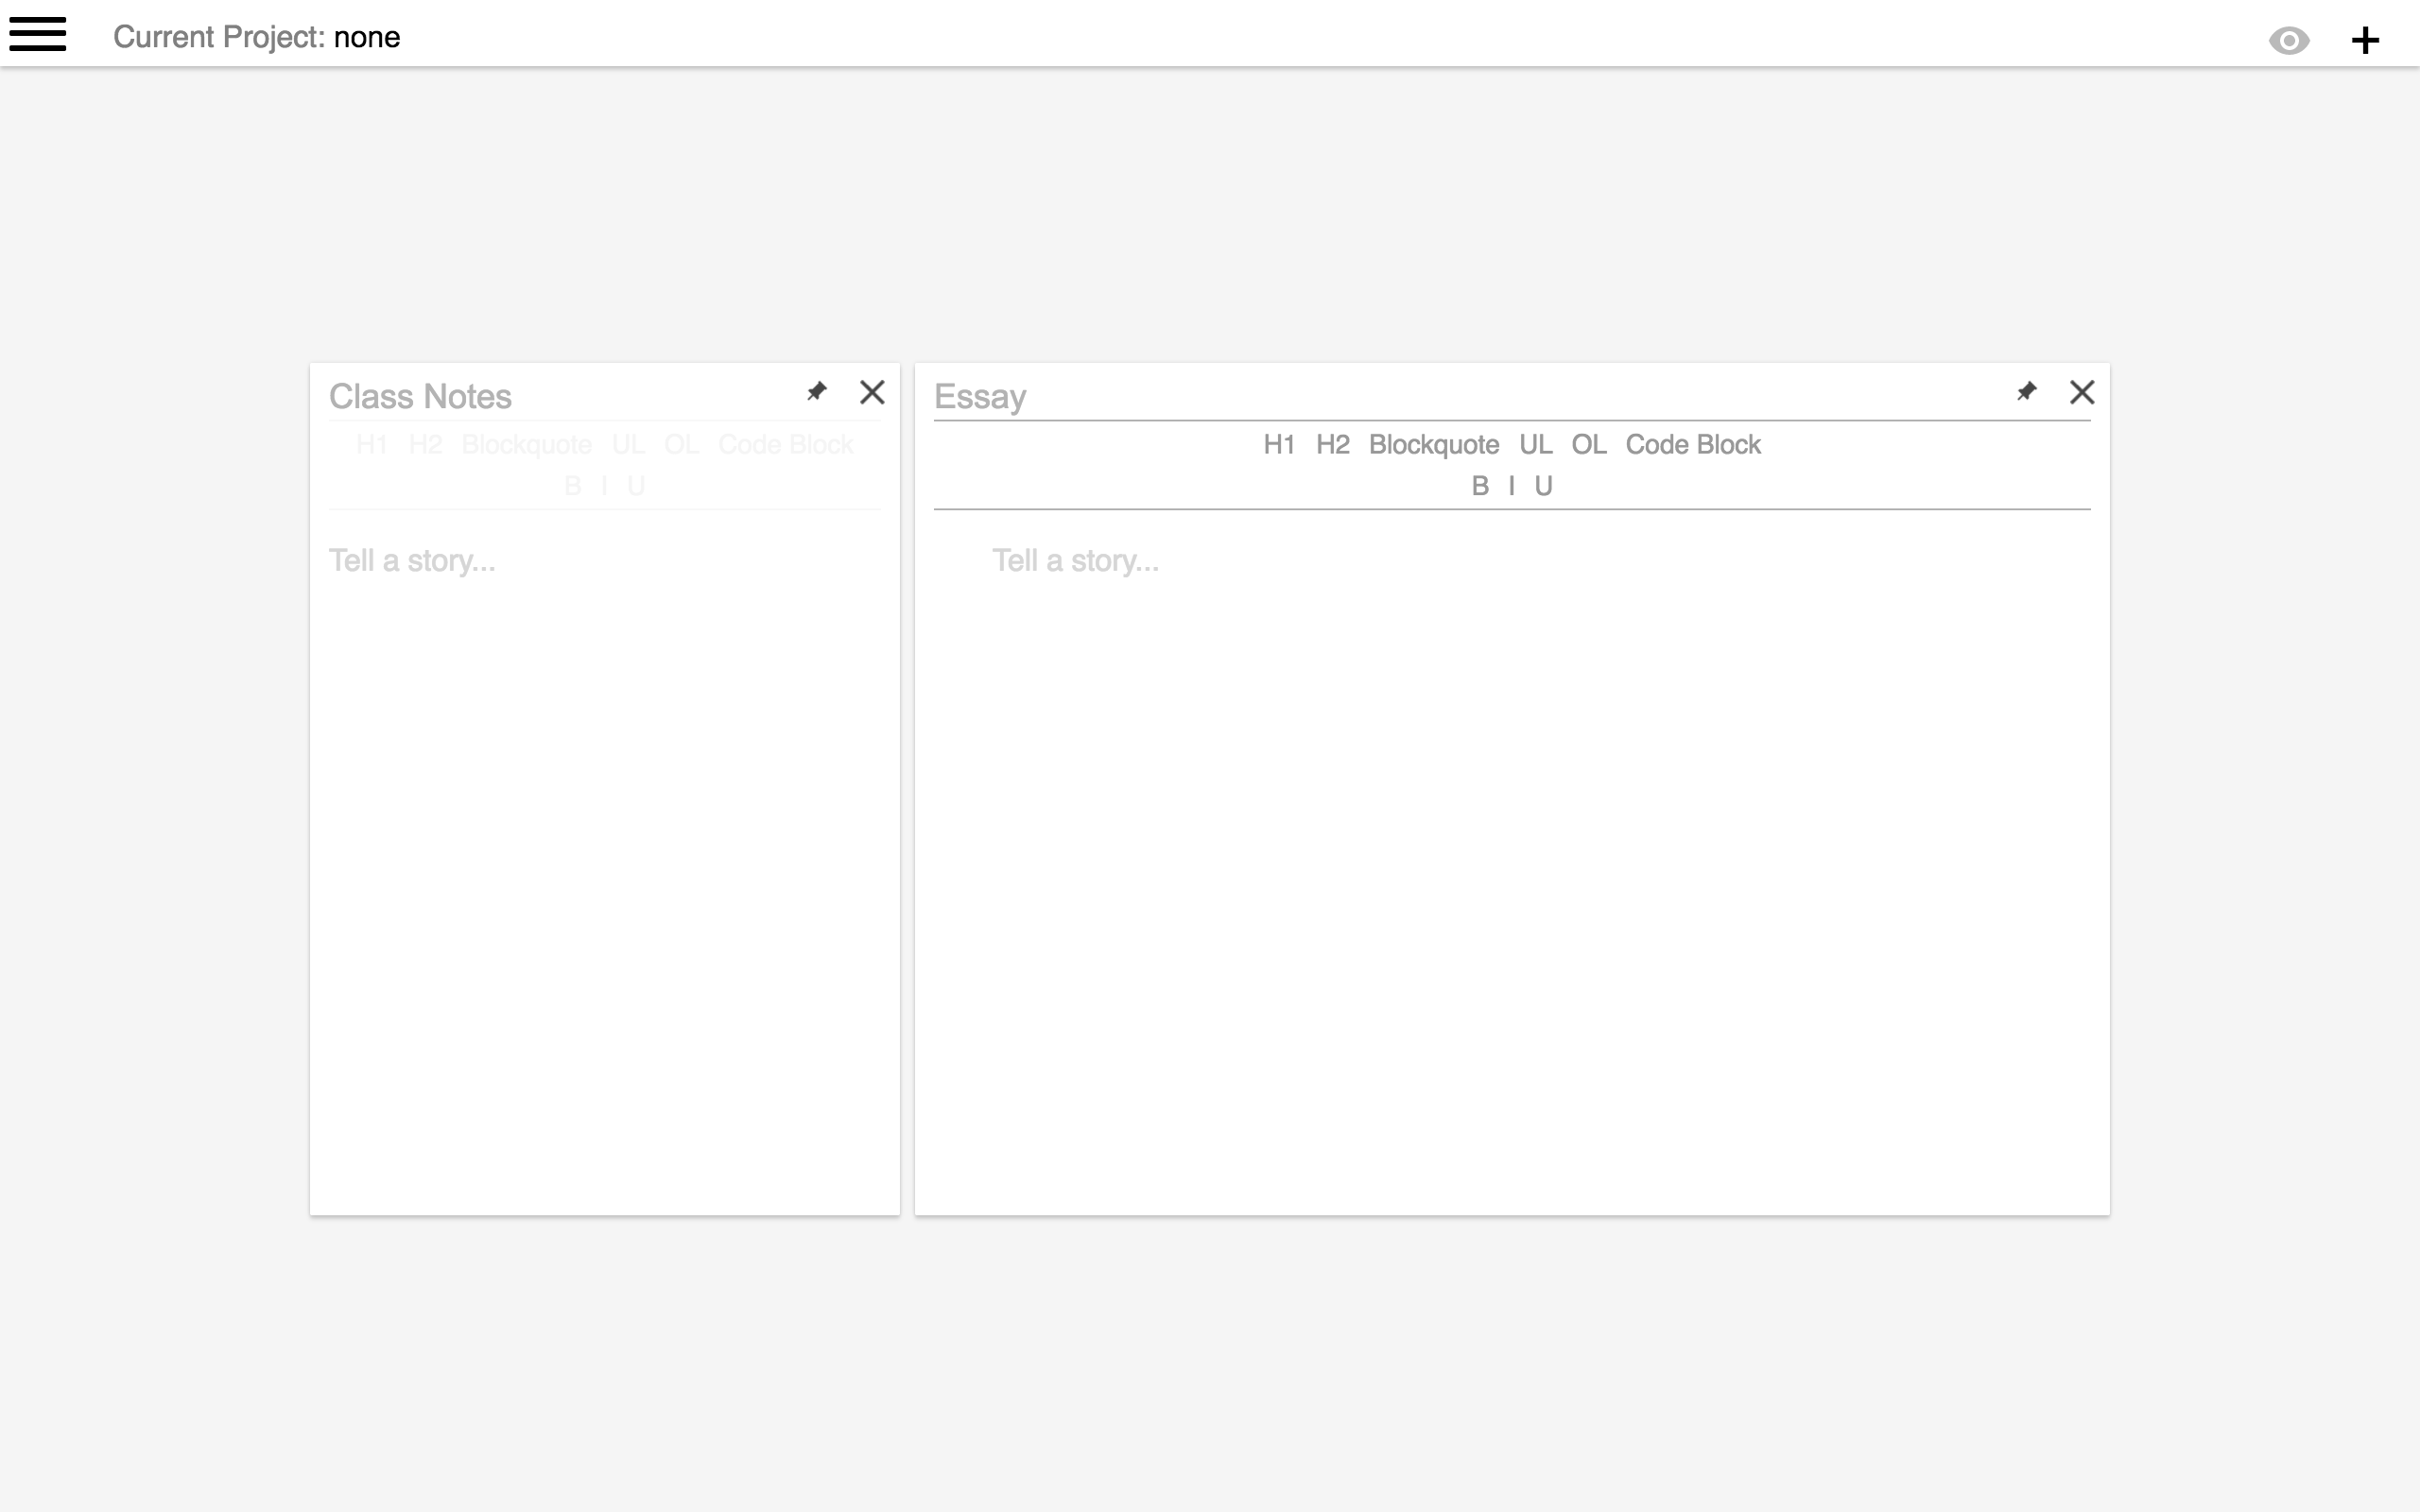 Current Project: none
Class Notes
H1 H2 Blockquote UL OL Code Block
B I U
Tell a story...
Essay
H1 H2 Blockquote UL OL Code Block
B I U
Tell a story...